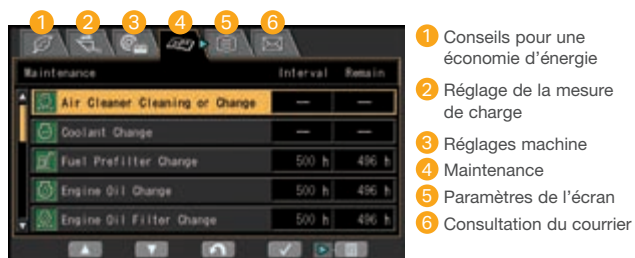 1 2 3 4 5 6
Maintenance Interval Remain
Air Cleaner Cleaning or Change — —
Coolant Change — —
Fuel Prefilter Change 500 h 496 h
Engine Oil Change 500 h 496 h
Engine Oil Filter Change 500 h 496 h
1 Conseils pour une
économie d'énergie
2 Réglage de la mesure
de charge
3 Réglages machine
4 Maintenance
5 Paramètres de l'écran
6 Consultation du courrier